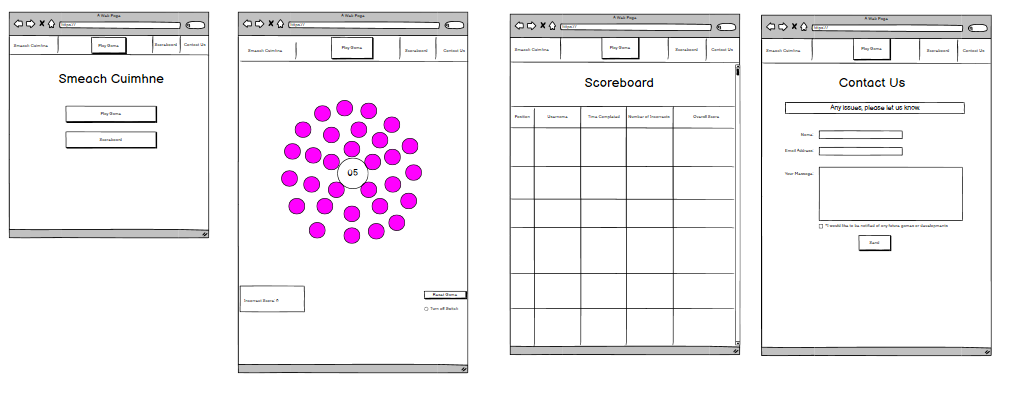 A Web Page
https://
Smeach Cuimhne
Play Game
Scoreboard
Contact Us
Smeach Cuimhne
Play Game
Scoreboard
A Web Page
https://
Smeach Cuimhne
Play Game
Scoreboard
Contact Us
05
Incorrect Score: 0
Reset Game
Turn off Switch
A Web Page
https://
Smeach Cuimhne
Play Game
Scoreboard
Contact Us
Scoreboard
Position
Username
Time Completed
Number of Incorrects
Overall Score
A Web Page
https://
Smeach Cuimhne
Play Game
Scoreboard
Contact Us
Contact Us
Any issues, please let us know.
Name:
Email Address:
Your Message:
*I would like to be notified of any future games or developments
Send